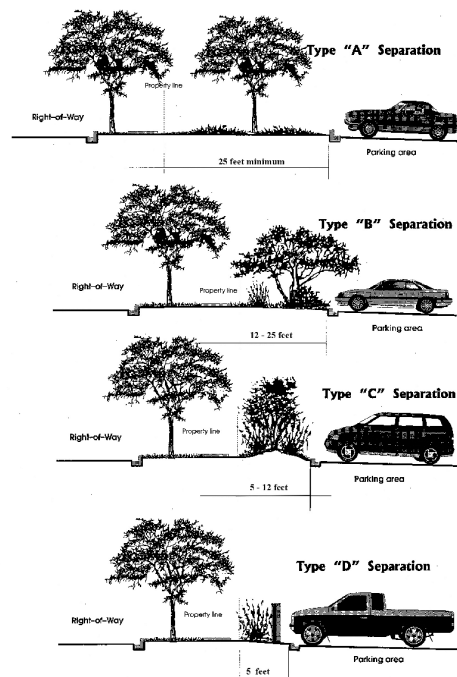 Type "A" Separation
Property line
Right-of-Way
Parking area
25 feet minimum
Type "B" Separation
Property line
Right-of-Way
Parking area
12 - 25 feet
Type "C" Separation
Property line
Right-of-Way
Parking area
5 - 12 feet
Type "D" Separation
Property line
Right-of-Way
Parking area
5 feet